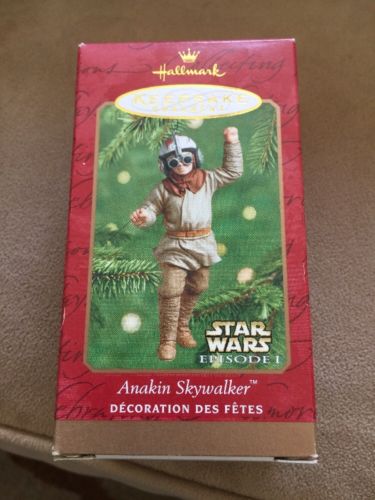 Hallmark
KEEPSAKE
STAR
WARS
EPISODE I
Anakin Skywalker™
DÉCORATION DES FÊTES